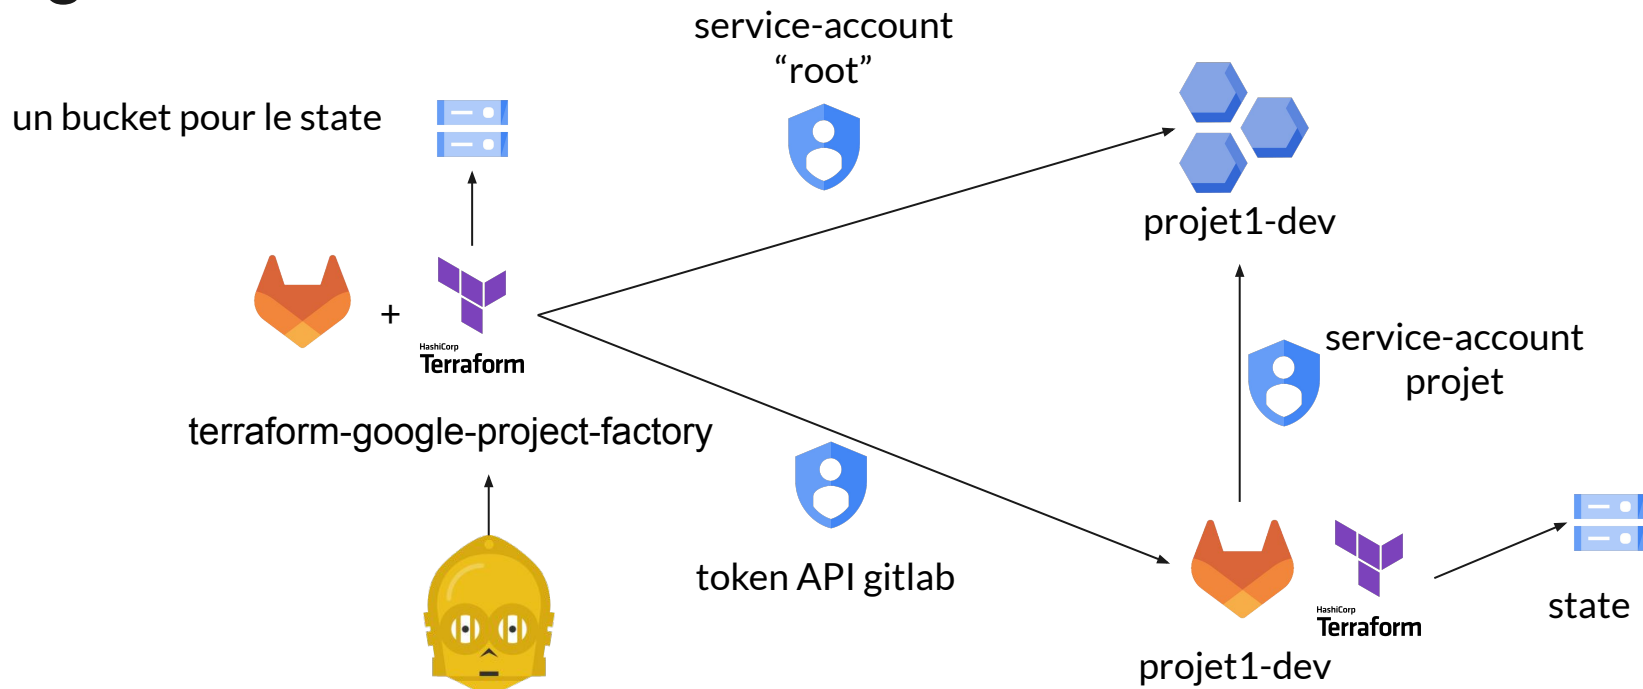 service-account
“root”
un bucket pour le state
projet1-dev
+
HashiCorp
Terraform
service-account
projet
terraform-google-project-factory
token API gitlab
HashiCorp
Terraform
state
projet1-dev